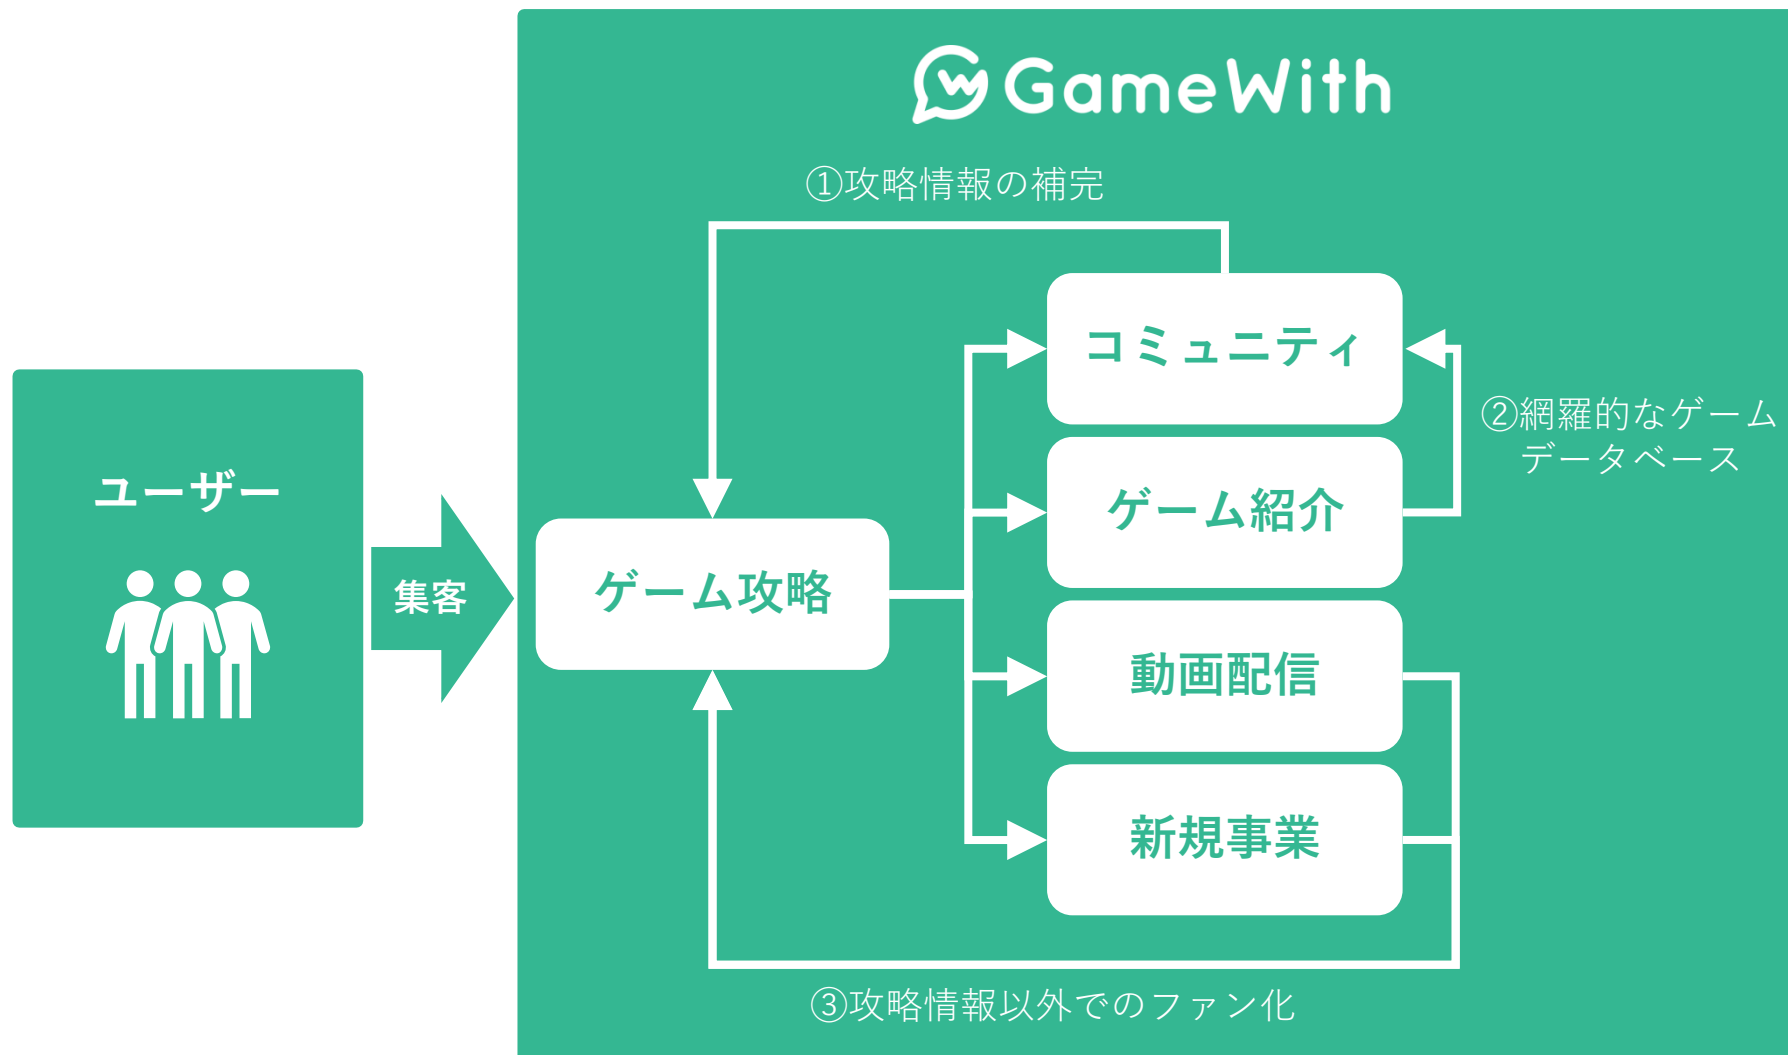 GameWith
①攻略情報の補完
コミュニティ
②網羅的なゲーム
データベース
ユーザー
ゲーム紹介
集客
ゲーム攻略
動画配信
新規事業
③攻略情報以外でのファン化